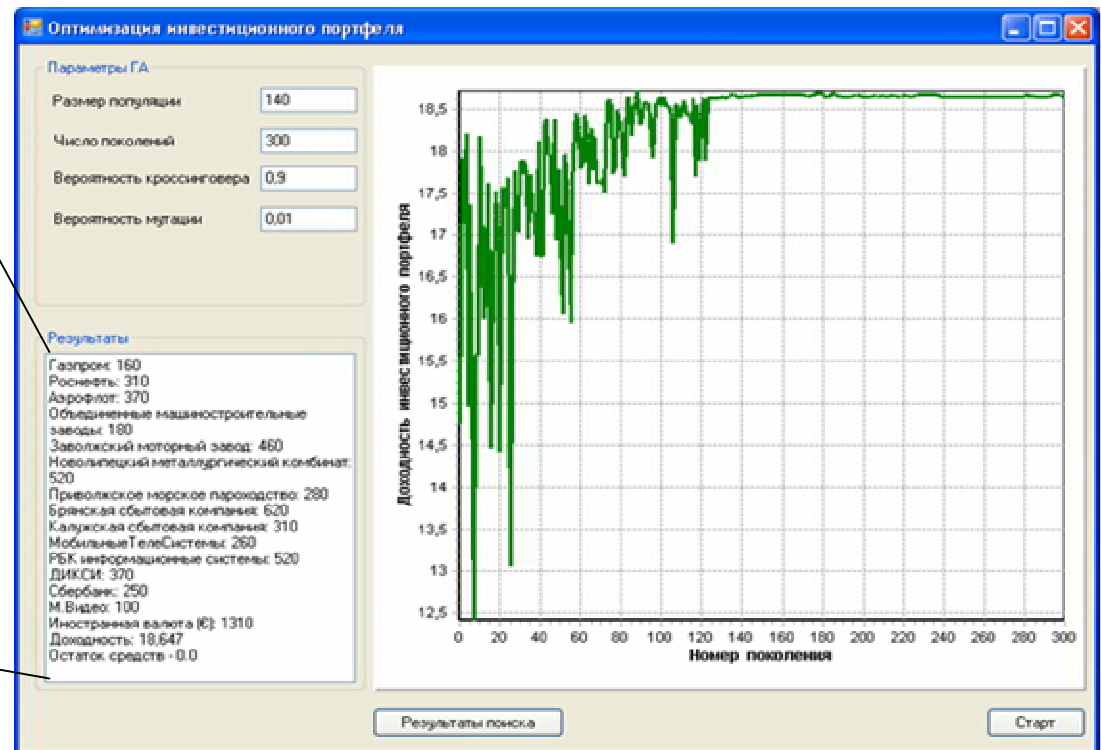 Оптимизация инвестиционного портфеля
Параметры ГА
Размер популяции 140
Число поколений 300
Вероятность кроссинговера 0,9
Вероятность мутации 0,01
Результаты
Газпром: 160
Роснефть: 310
Аэрофлот: 370
Объединенные машиностроительные
заводы: 180
Заволжский моторный завод: 460
Новолипецкий металлургический комбинат:
520
Приволжское морское пароходство: 280
Брянская сбытовая компания: 620
Калужская сбытовая компания: 310
МобильныеТелеСистемы: 260
РБК информационные системы: 520
ДИКСИ: 370
Сбербанк: 250
М.Видео: 100
Иностранная валюта (€): 1310
Доходность: 18,647
Остаток средств - 0.0
Доходность инвестиционного портфеля
18,5
18
17,5
17
16,5
16
15,5
15
14,5
14
13,5
13
12,5
0 20 40 60 80 100 120 140 160 180 200 220 240 260 280 300
Номер поколения
Результаты поиска
Старт